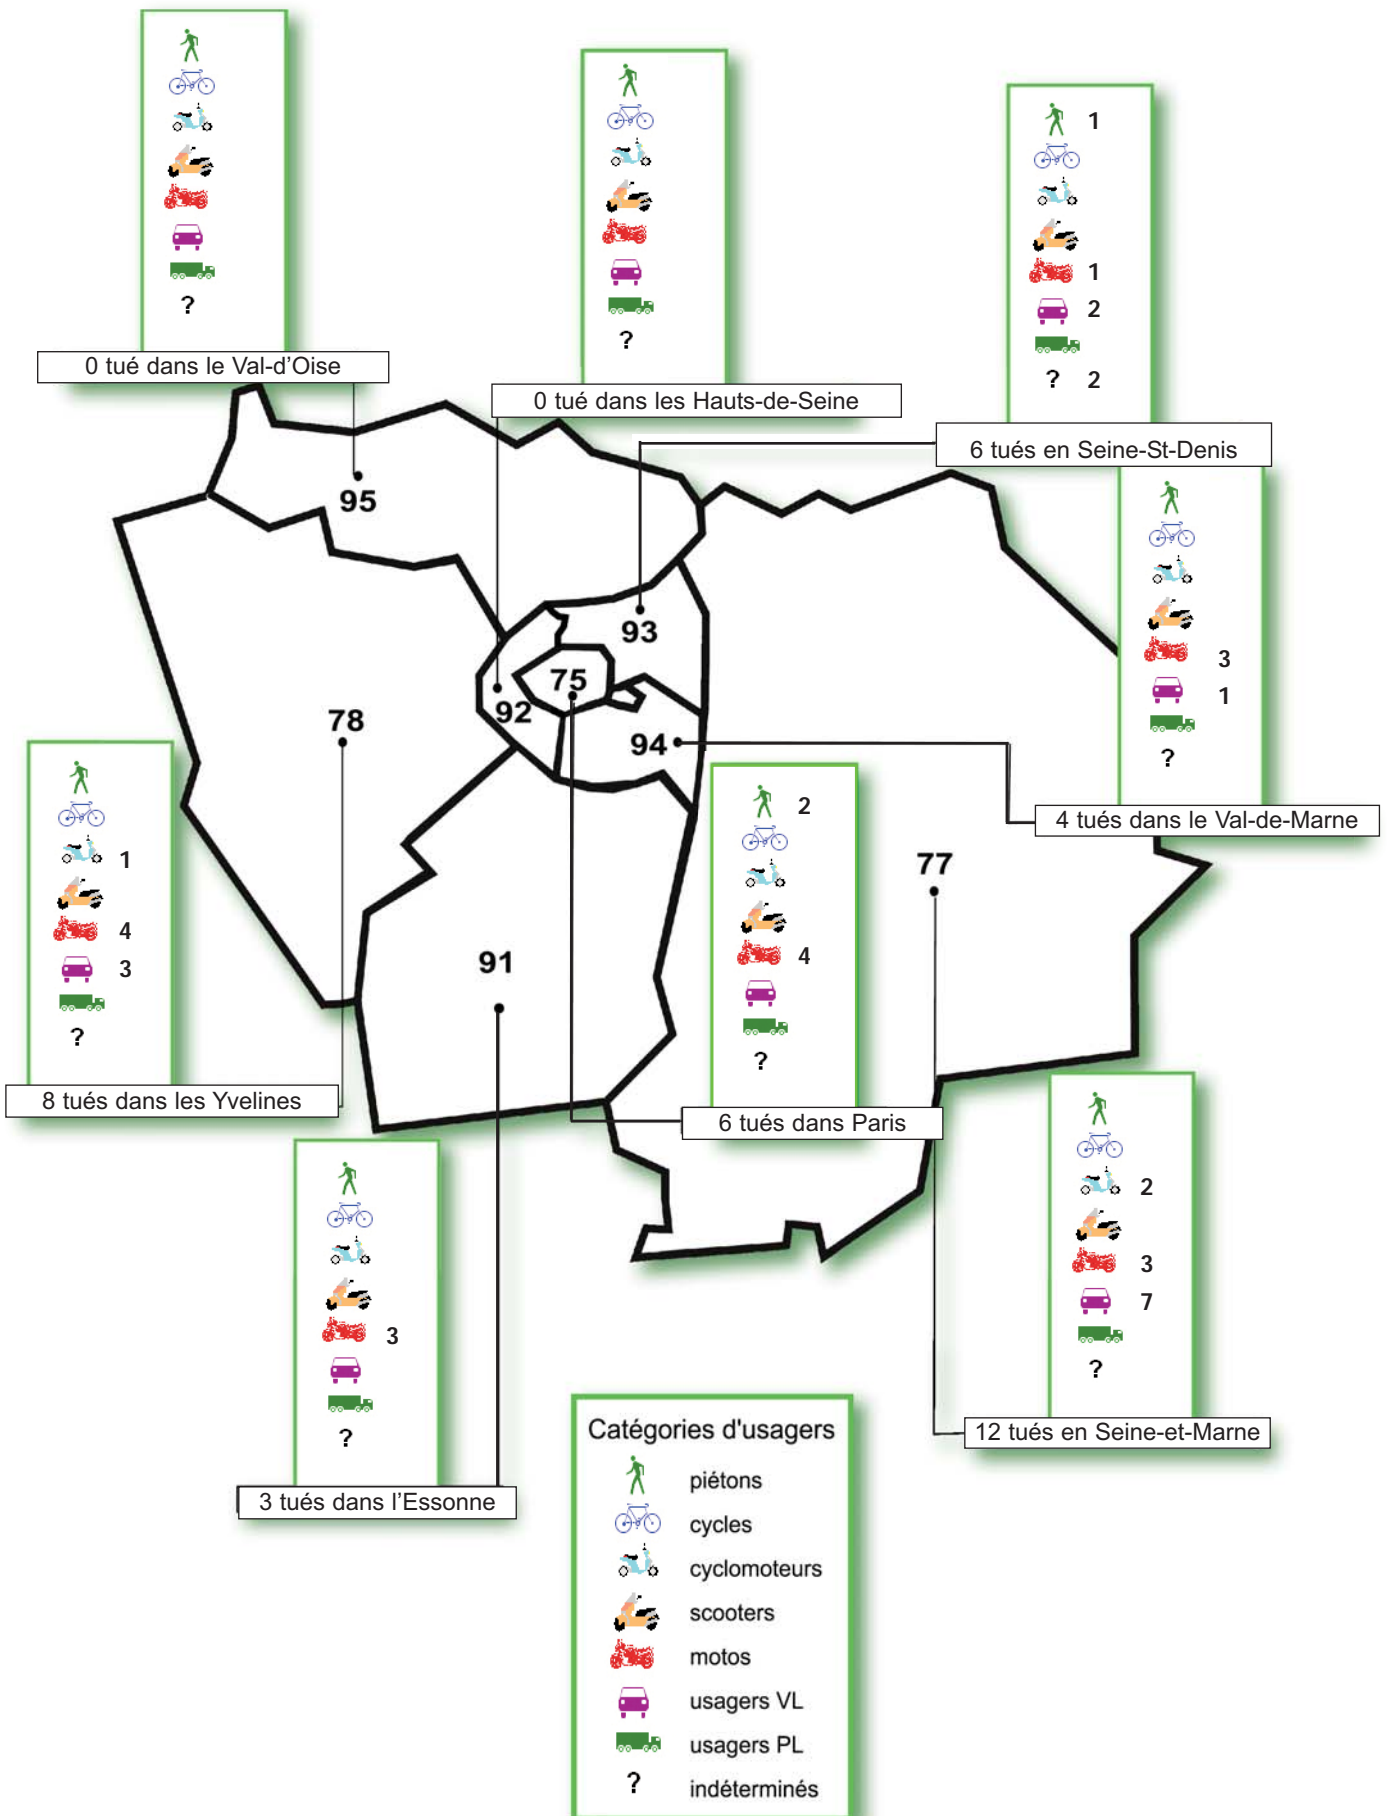 ?
0 tué dans le Val-d'Oise
?
0 tué dans les Hauts-de-Seine
1
1
2
? 2
6 tués en Seine-St-Denis
3
1
?
4 tués dans le Val-de-Marne
95
93
75
92
78
94
77
91
1
4
3
?
8 tués dans les Yvelines
2
4
?
6 tués dans Paris
2
3
7
?
12 tués en Seine-et-Marne
3
?
3 tués dans l'Essonne
Catégories d'usagers
piétons
cycles
cyclomoteurs
scooters
motos
usagers VL
usagers PL
? indéterminés